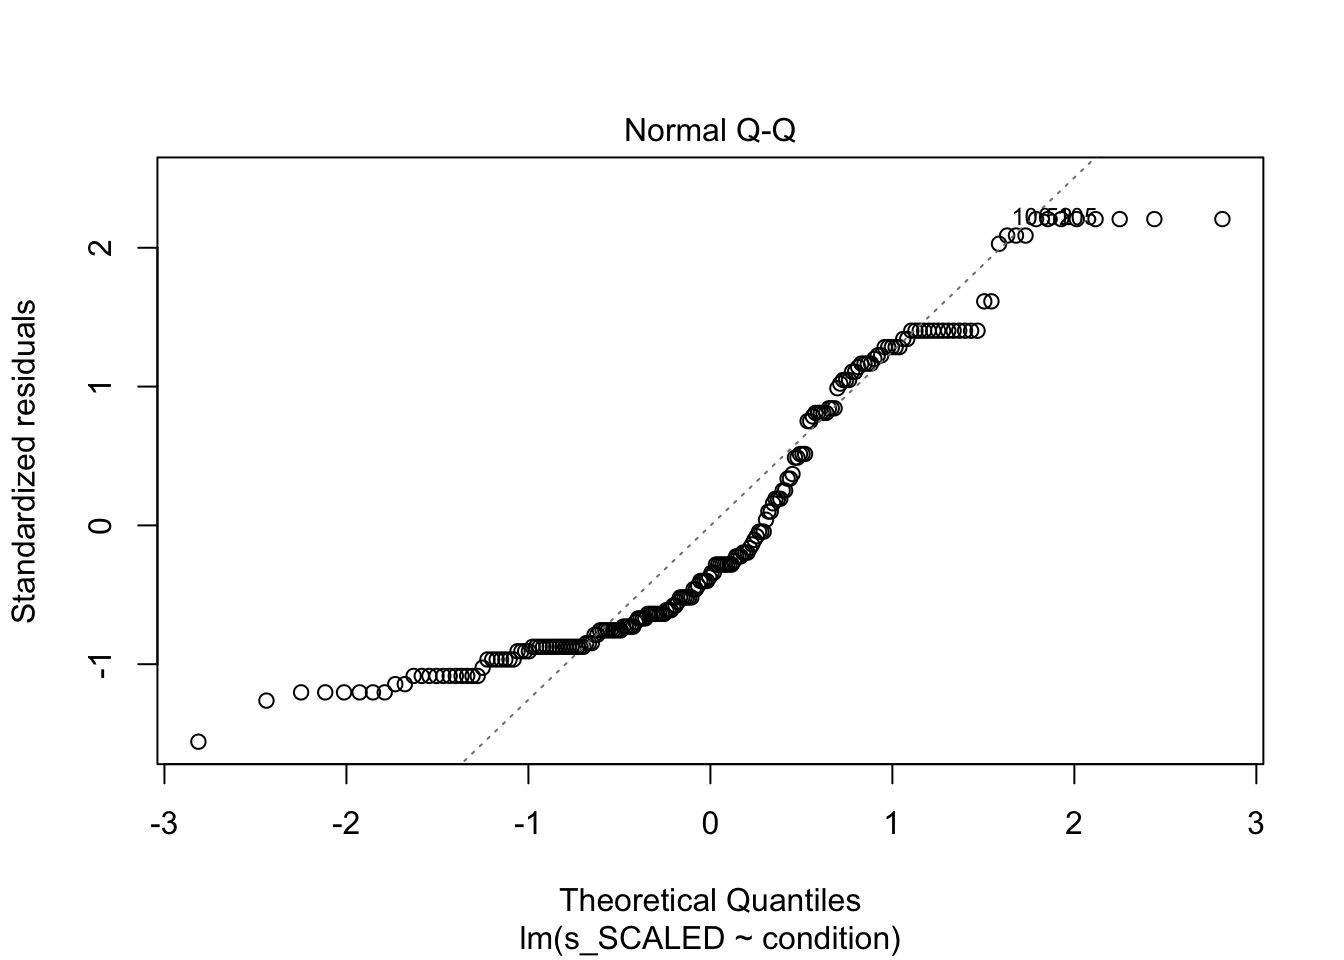 Normal Q-Q
Standardized residuals
2
1
0
-1
-3
-2
-1
0
1
2
3
Theoretical Quantiles
lm(s_SCALED ~ condition)